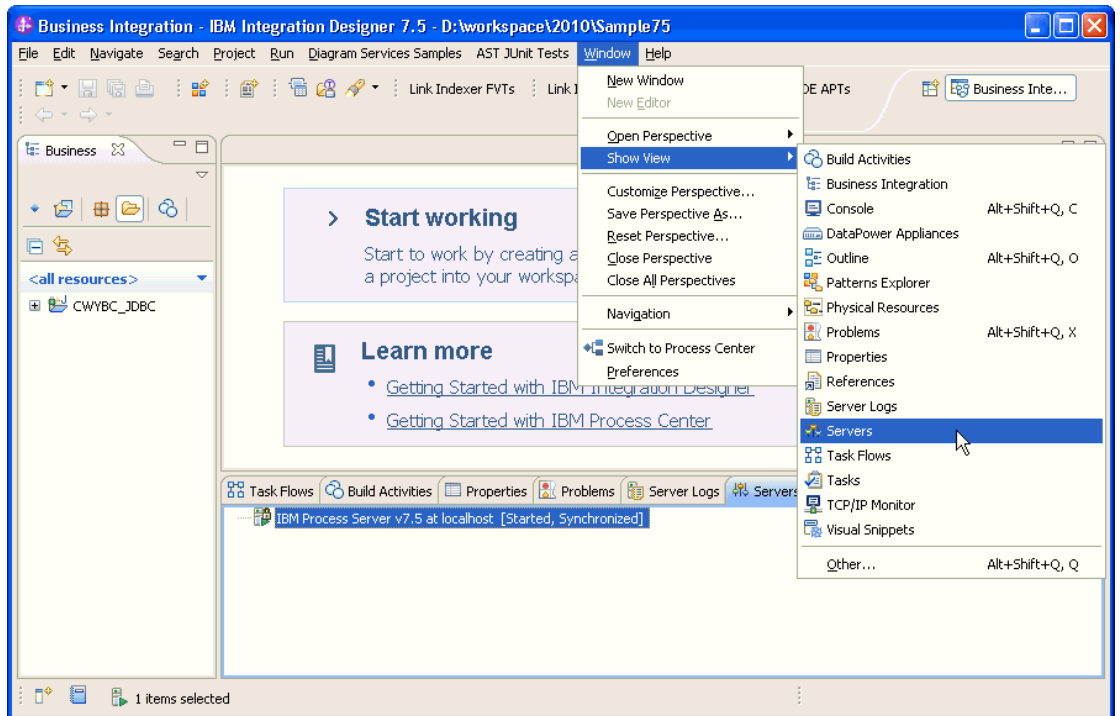 Business Integration - IBM Integration Designer 7.5 - D:\workspace\2010\Sample75
File Edit Navigate Search Project Run Diagram Services Samples AST JUnit Tests Window Help
Link Indexer FVTs
APTs
Business Inte...
Business
<all resources>
CWYBC_JDBC
Start working
Start to work by creating
a project into your
Learn more
Getting Started with IBM Integration Designer
Getting Started with IBM Process Center
New Window
New Editor
Open Perspective
Show View
Customize Perspective...
Save Perspective As...
Reset Perspective...
Close Perspective
Close All Perspectives
Navigation
Switch to Process Center
Preferences
Build Activities
Business Integration
Console Alt+Shift+Q, C
DataPower Appliances
Outline Alt+Shift+Q, O
Patterns Explorer
Physical Resources
Problems Alt+Shift+Q, X
Properties
References
Server Logs
Servers
Task Flows
Tasks
TCP/IP Monitor
Visual Snippets
Other... Alt+Shift+Q, Q
Task Flows Build Activities Properties Problems Server Logs Servers
IBM Process Server v7.5 at localhost [Started, Synchronized]
1 items selected